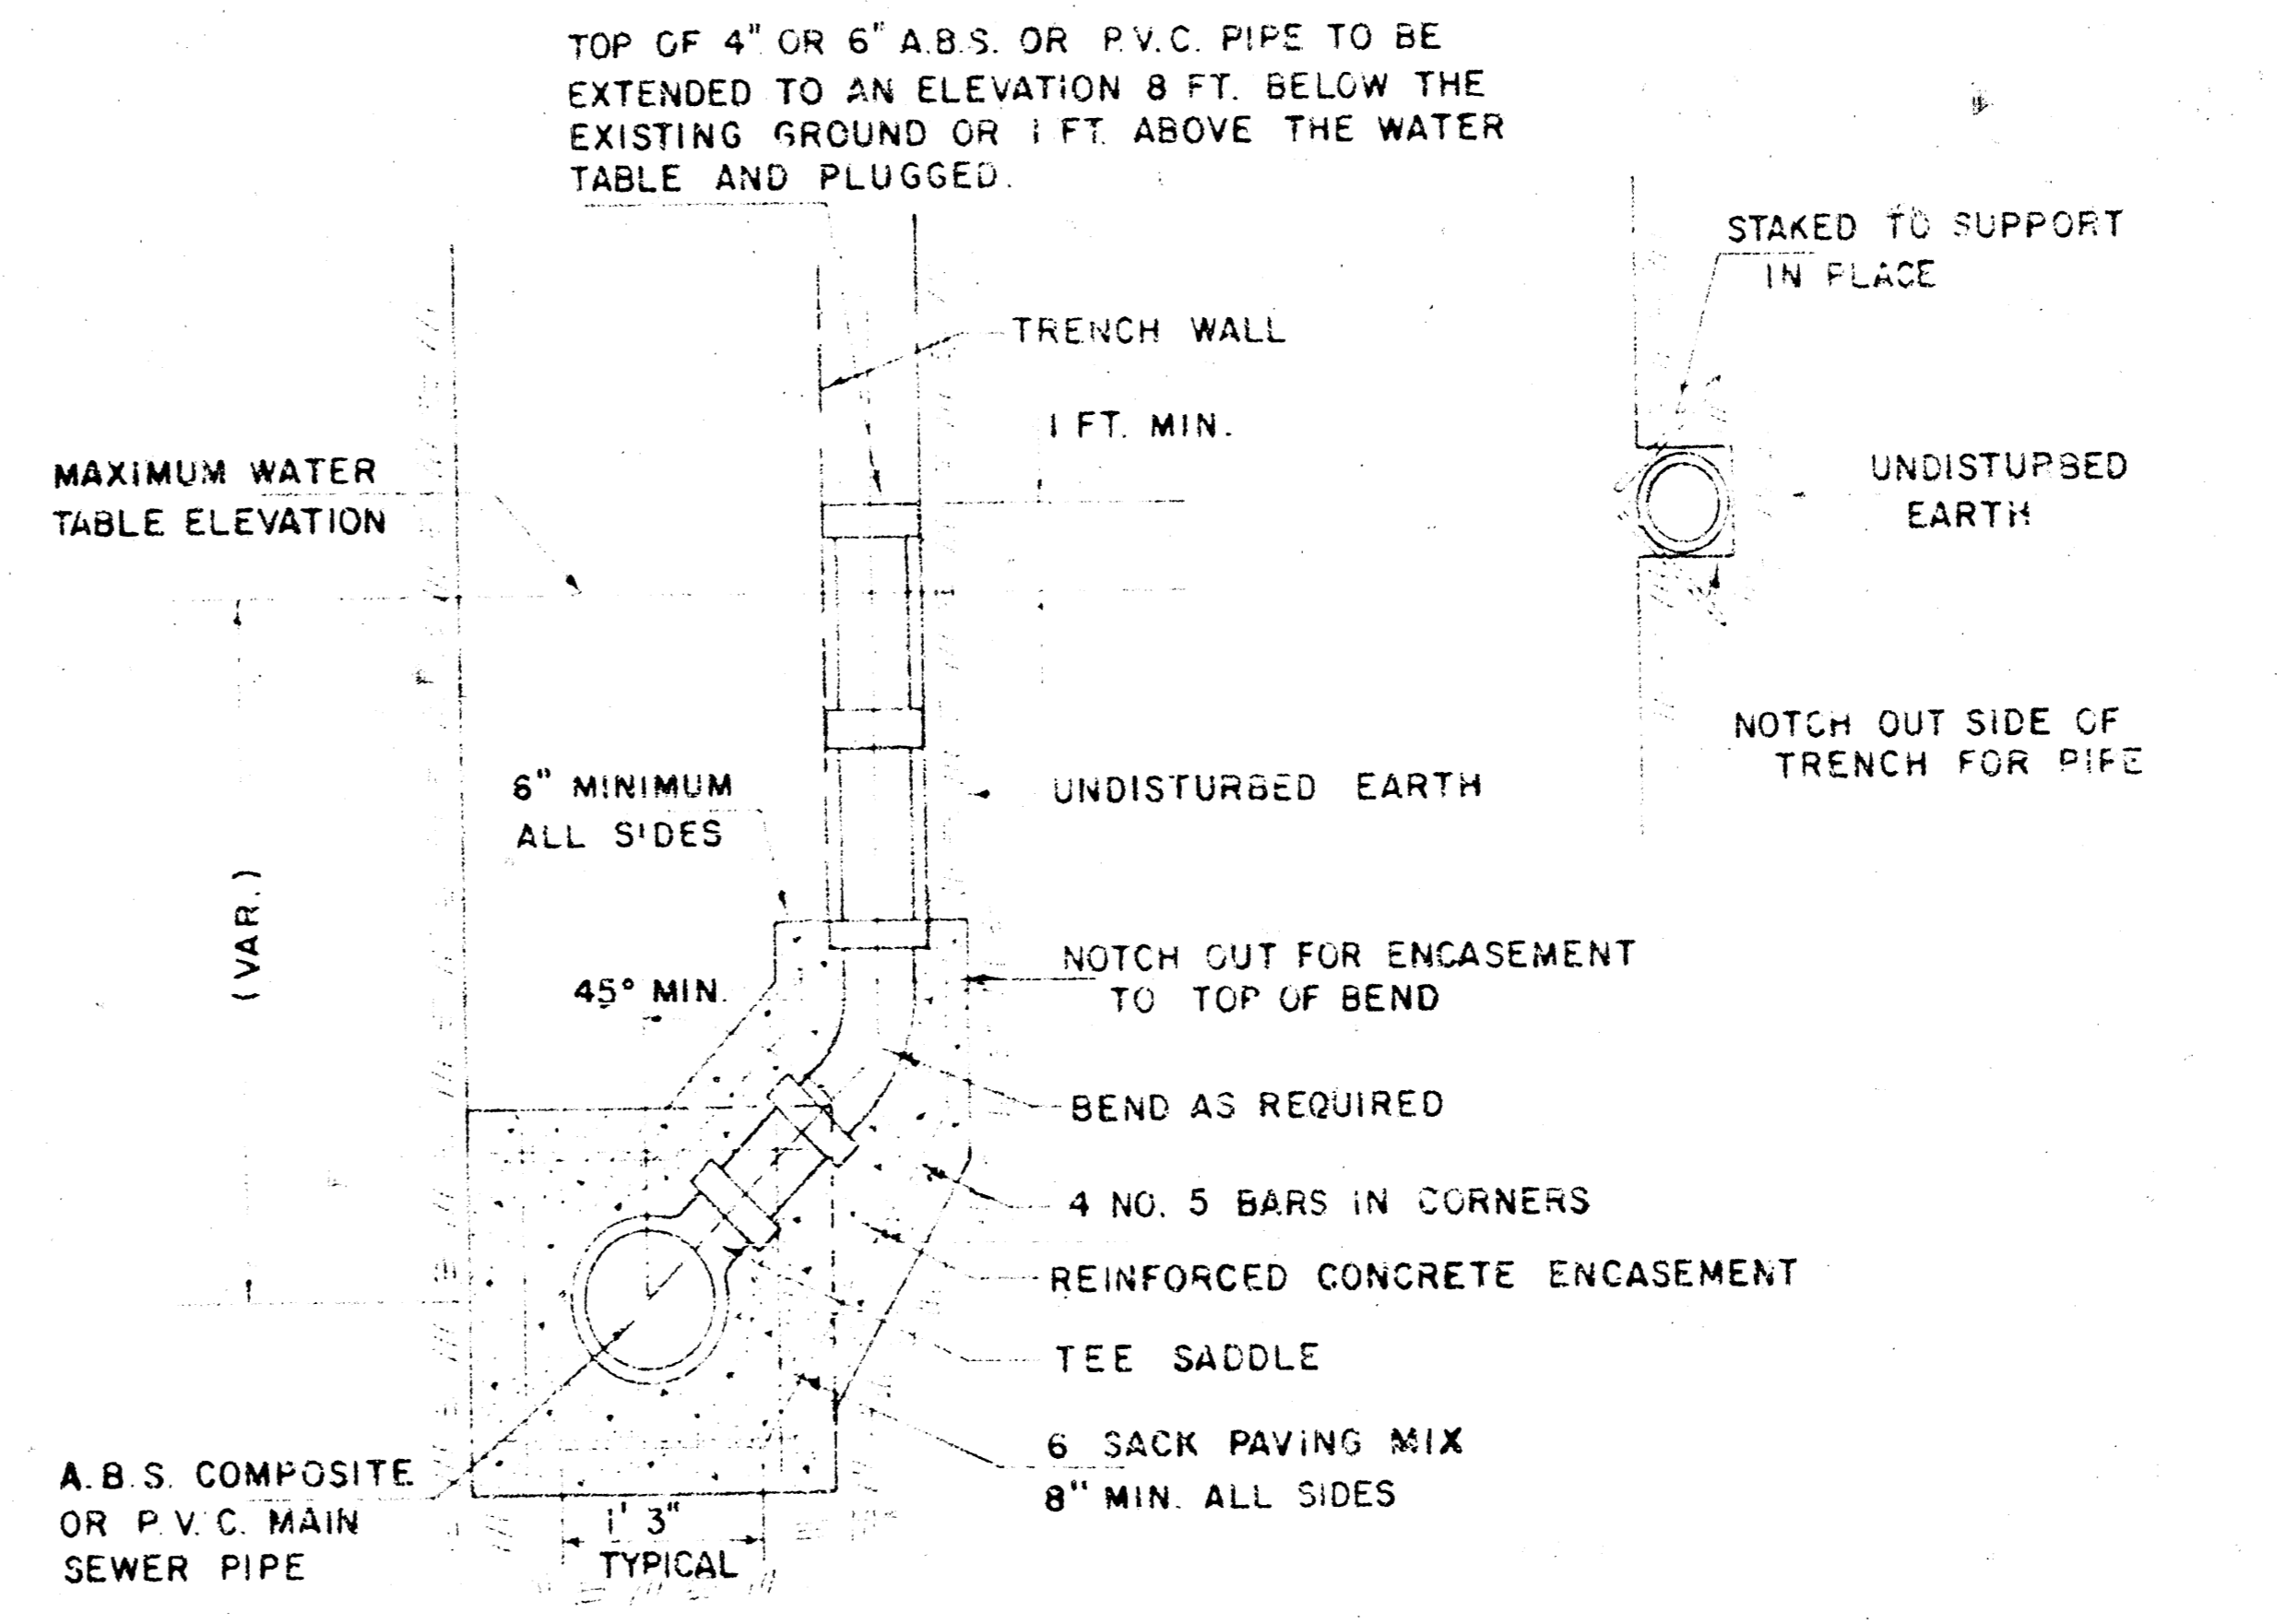 TOP OF 4" OR 6" A.B.S. OR P.V.C. PIPE TO BE
EXTENDED TO AN ELEVATION 8 FT. BELOW THE
EXISTING GROUND OR 1 FT. ABOVE THE WATER
TABLE AND PLUGGED.
STAKED TO SUPPORT
IN PLACE
TRENCH WALL
1 FT. MIN.
MAXIMUM WATER
TABLE ELEVATION
UNDISTURBED
EARTH
NOTCH OUT SIDE OF
TRENCH FOR PIPE
6" MINIMUM
ALL SIDES
UNDISTURBED EARTH
(VAR.)
45° MIN.
NOTCH OUT FOR ENCASEMENT
TO TOP OF BEND
BEND AS REQUIRED
4 NO. 5 BARS IN CORNERS
REINFORCED CONCRETE ENCASEMENT
TEE SADDLE
6 SACK PAVING MIX
8" MIN. ALL SIDES
A.B.S. COMPOSITE
OR P.V.C. MAIN
SEWER PIPE
1' 3"
TYPICAL